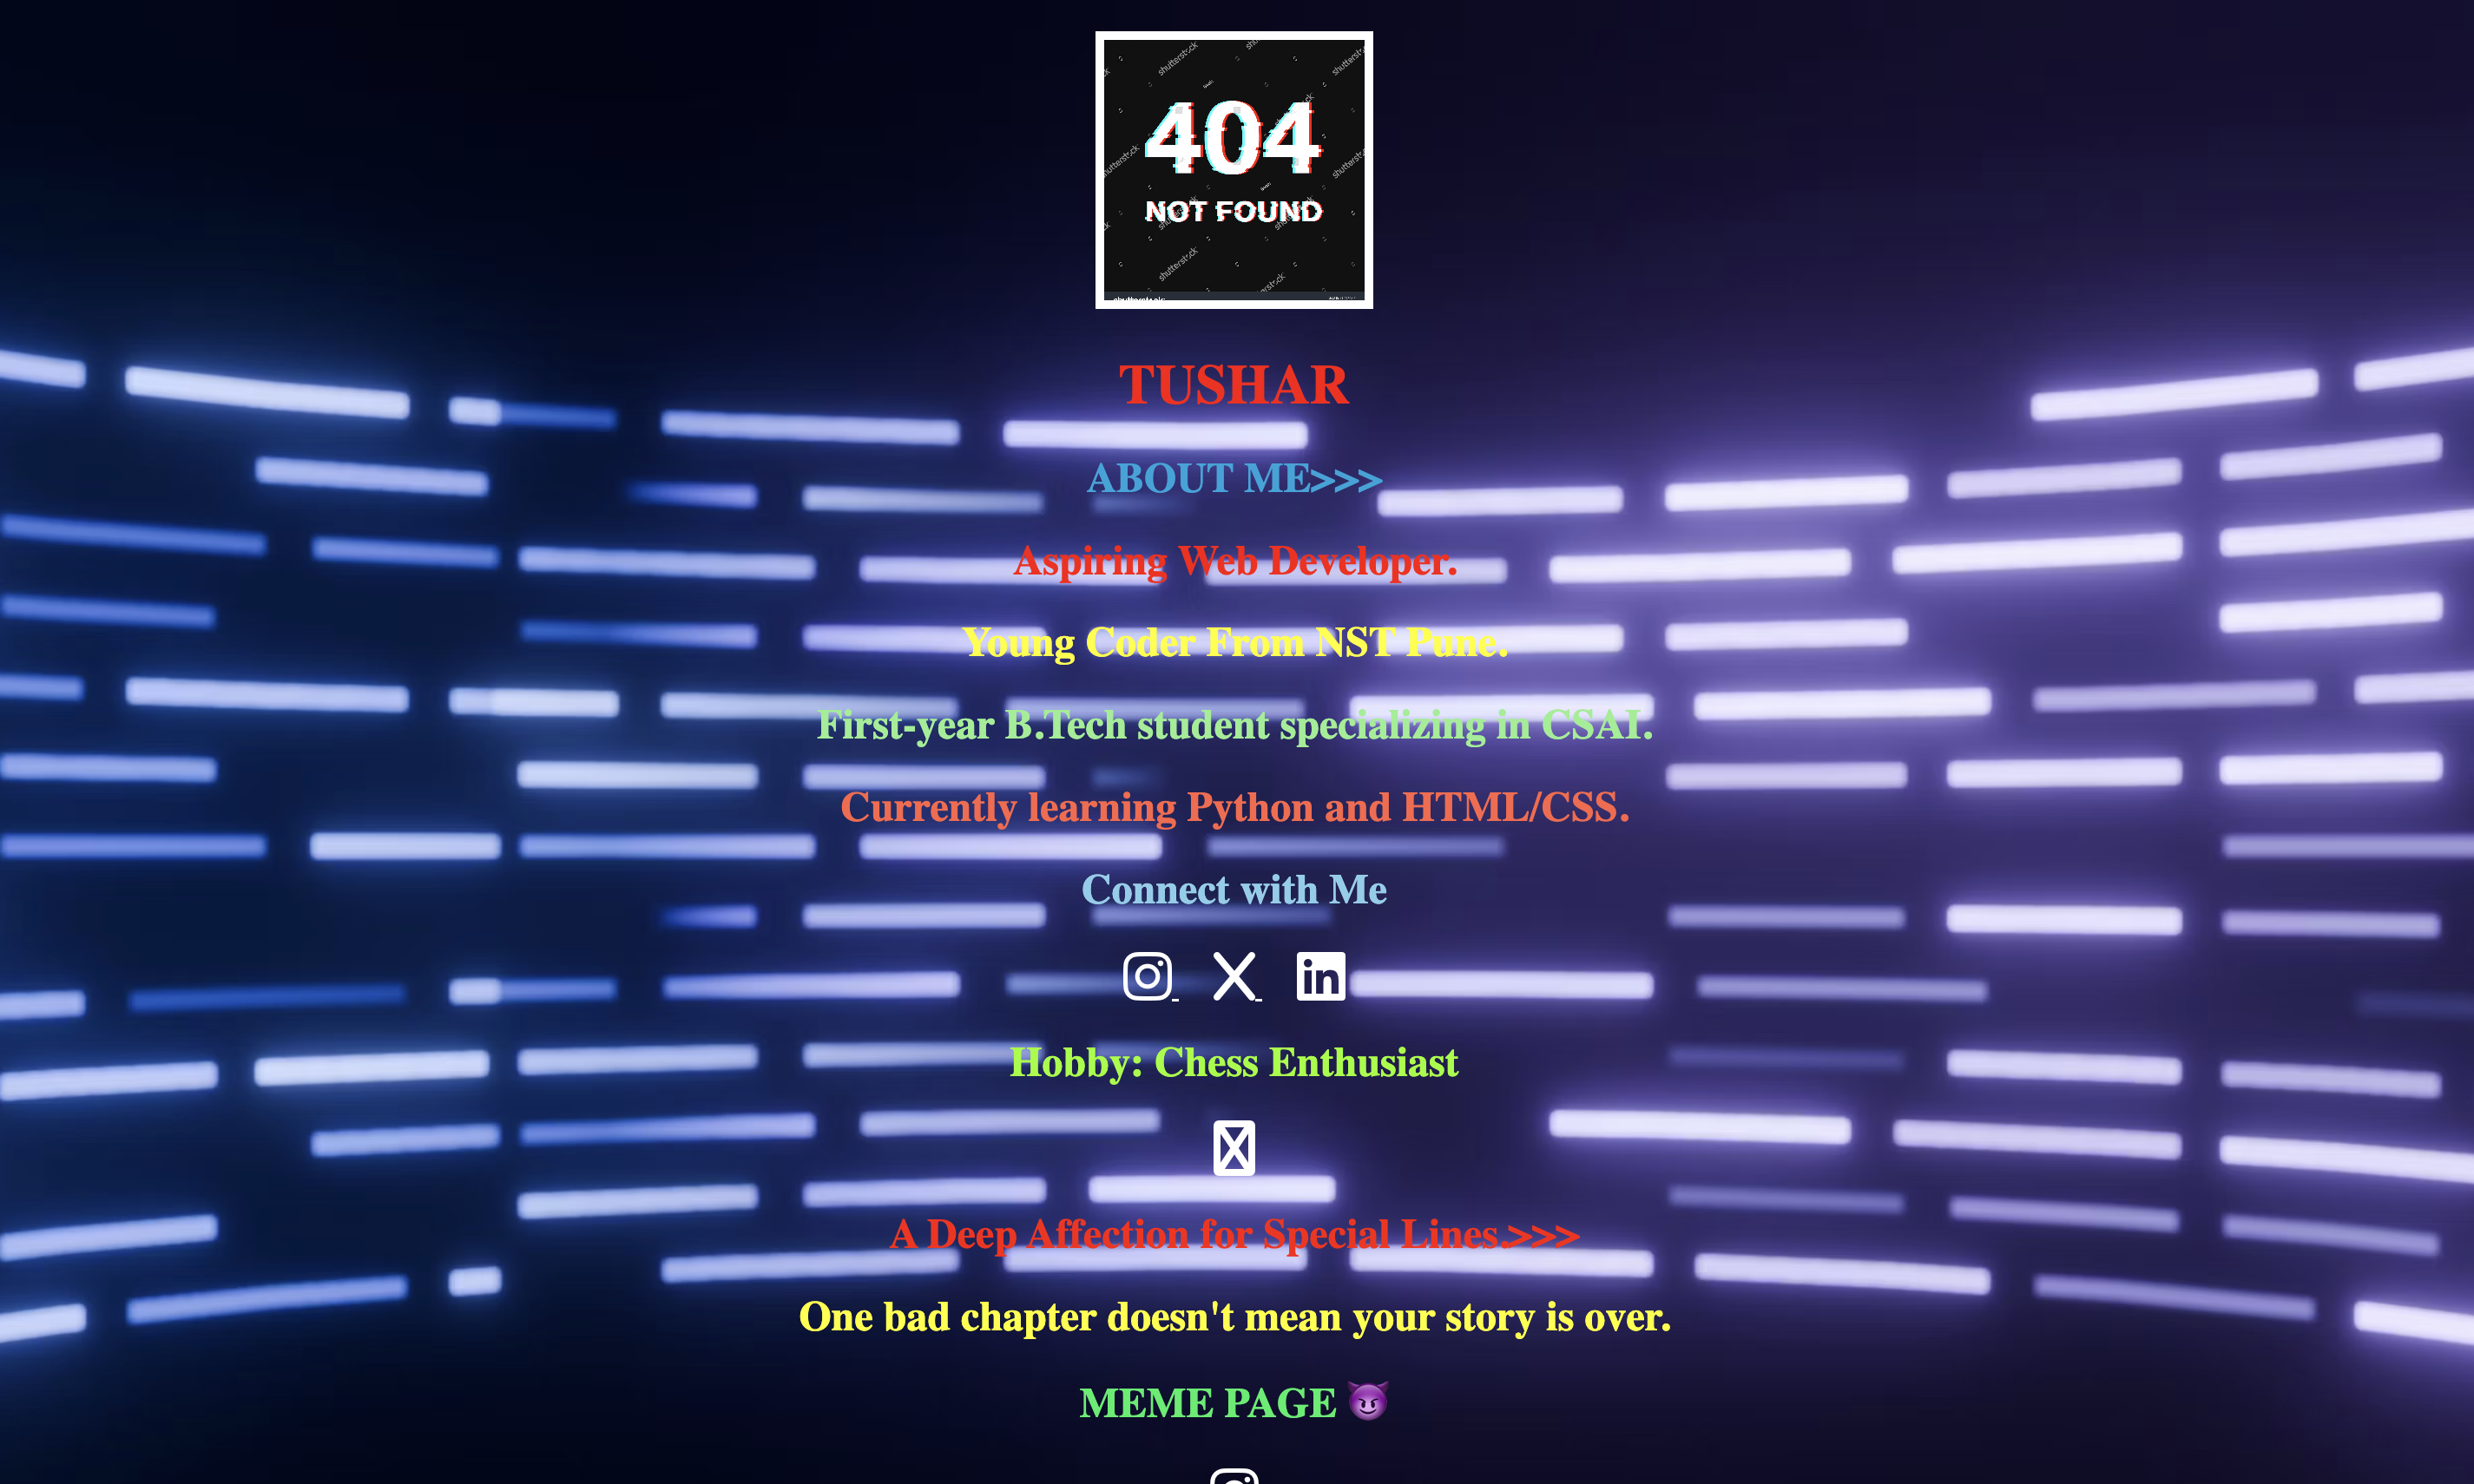 404
NOT FOUND
shutterstock
TUSHAR
ABOUT ME>>>
Aspiring Web Developer.
Young Coder From NST Pune.
First-year B.Tech student specializing in CSAI.
Currently learning Python and HTML/CSS.
Connect with Me
Hobby: Chess Enthusiast
A Deep Affection for Special Lines.>>>
One bad chapter doesn't mean your story is over.
MEME PAGE 😈